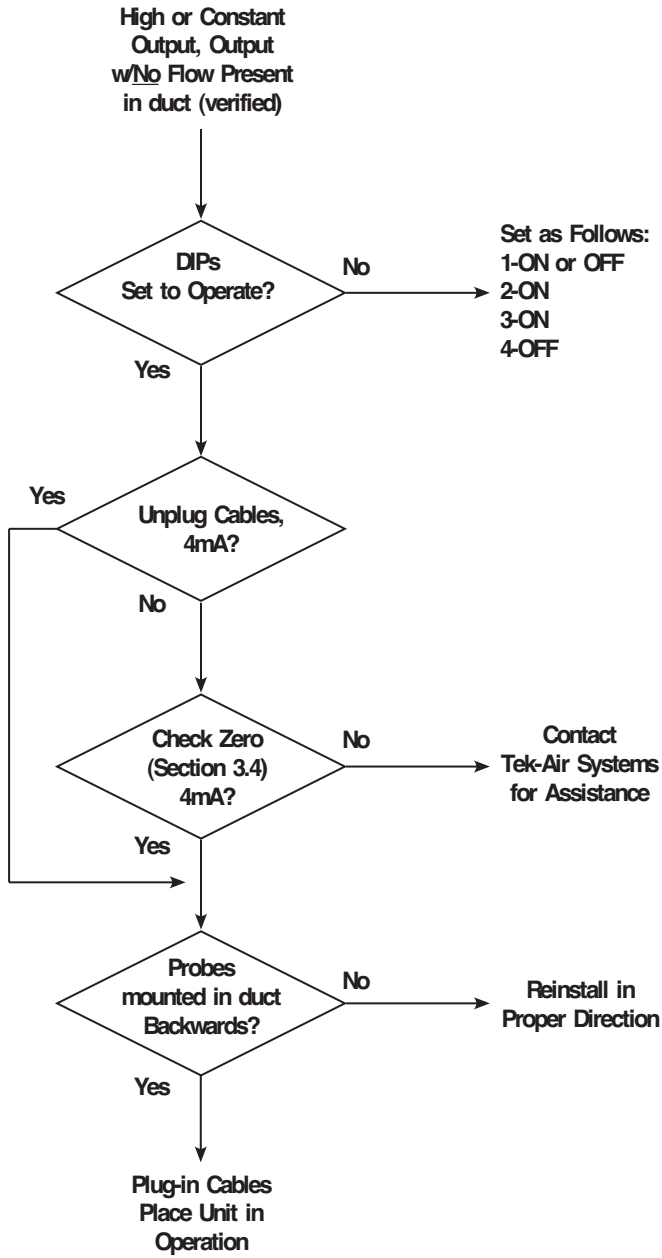 High or Constant
Output, Output
w/No Flow Present
in duct (verified)
DIPs
Set to Operate?
No
Set as Follows:
1-ON or OFF
2-ON
3-ON
4-OFF
Yes
Yes
Unplug Cables,
4mA?
No
Check Zero
(Section 3.4)
4mA?
No
Contact
Tek-Air Systems
for Assistance
Yes
Probes
mounted in duct
Backwards?
No
Reinstall in
Proper Direction
Yes
Plug-in Cables
Place Unit in
Operation